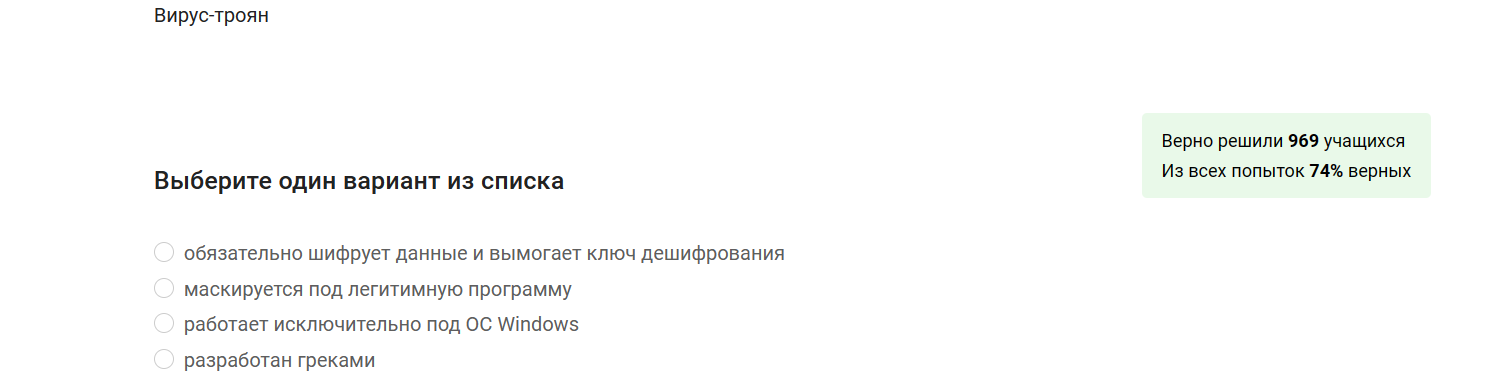 Вирус-троян
Верно решили 969 учащихся
Из всех попыток 74% верных
Выберите один вариант из списка
обязательно шифрует данные и вымогает ключ дешифрования
маскируется под легитимную программу
работает исключительно под ОС Windows
разработан греками